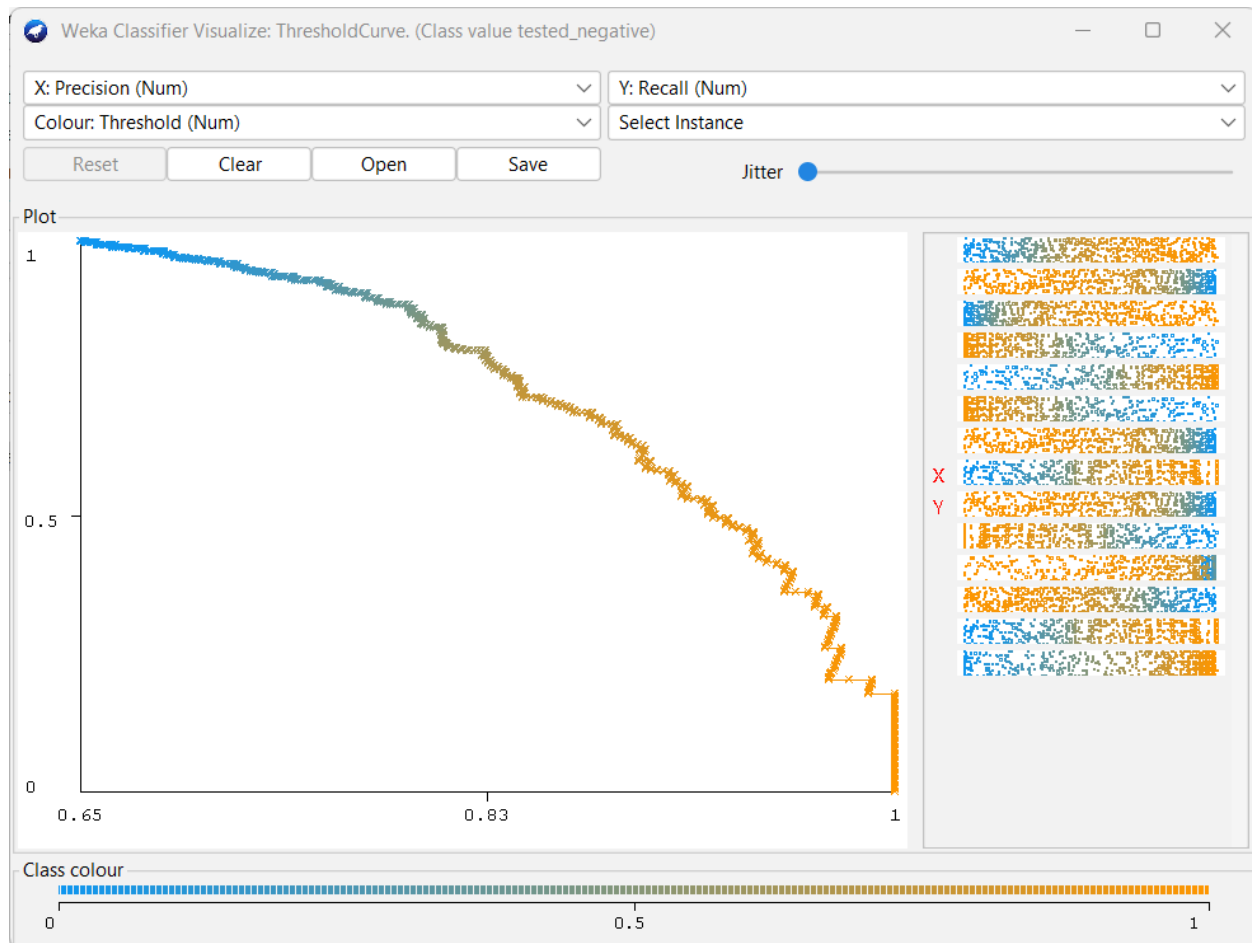 Weka Classifier Visualize: ThresholdCurve. (Class value tested_negative)
X: Precision (Num)
Y: Recall (Num)
Colour: Threshold (Num)
Select Instance
Reset
Clear
Open
Save
Jitter
Plot
1
0.5
0
0.65
0.83
1
X
Y
Class colour
0
0.5
1